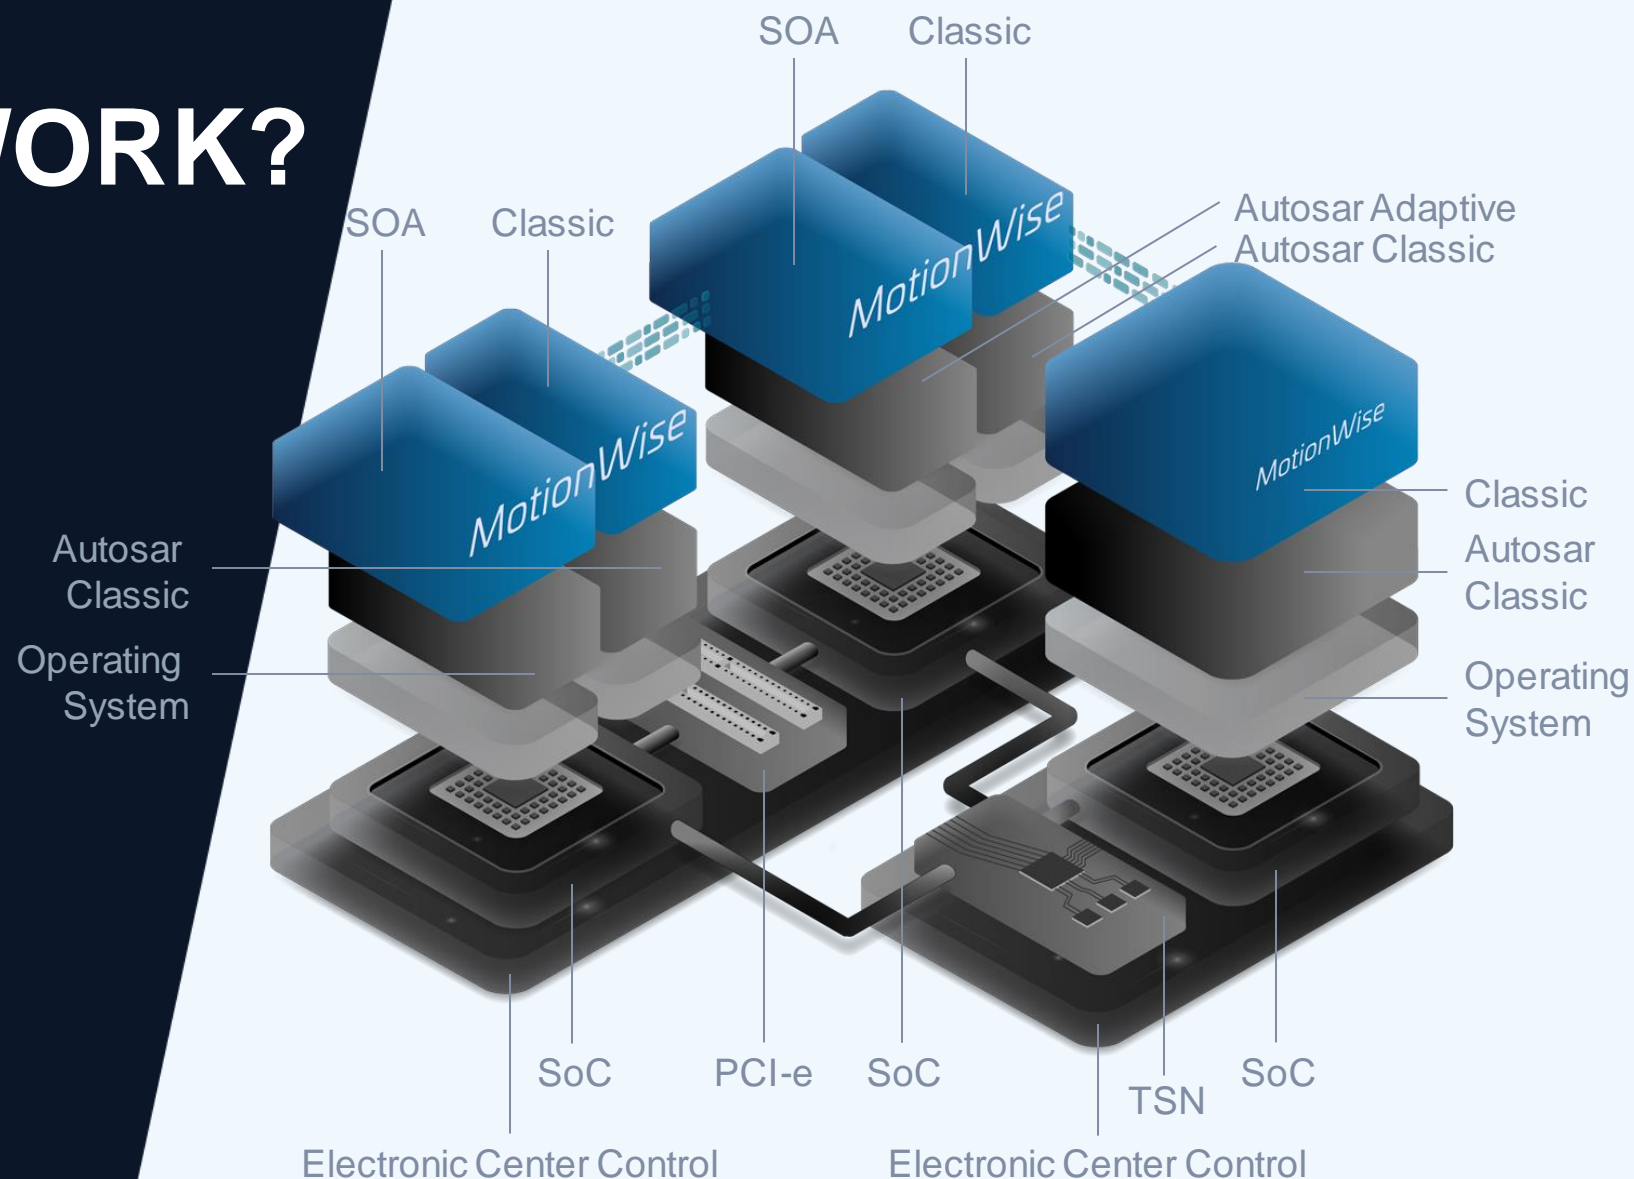 WORK?
SOA
Classic
SOA
Classic
Autosar Adaptive
Autosar Classic
MotionWise
MotionWise
MotionWise
Autosar
Classic
Operating
System
Classic
Autosar
Classic
Operating
System
SoC
PCI-e
SoC
TSN
SoC
Electronic Center Control
Electronic Center Control